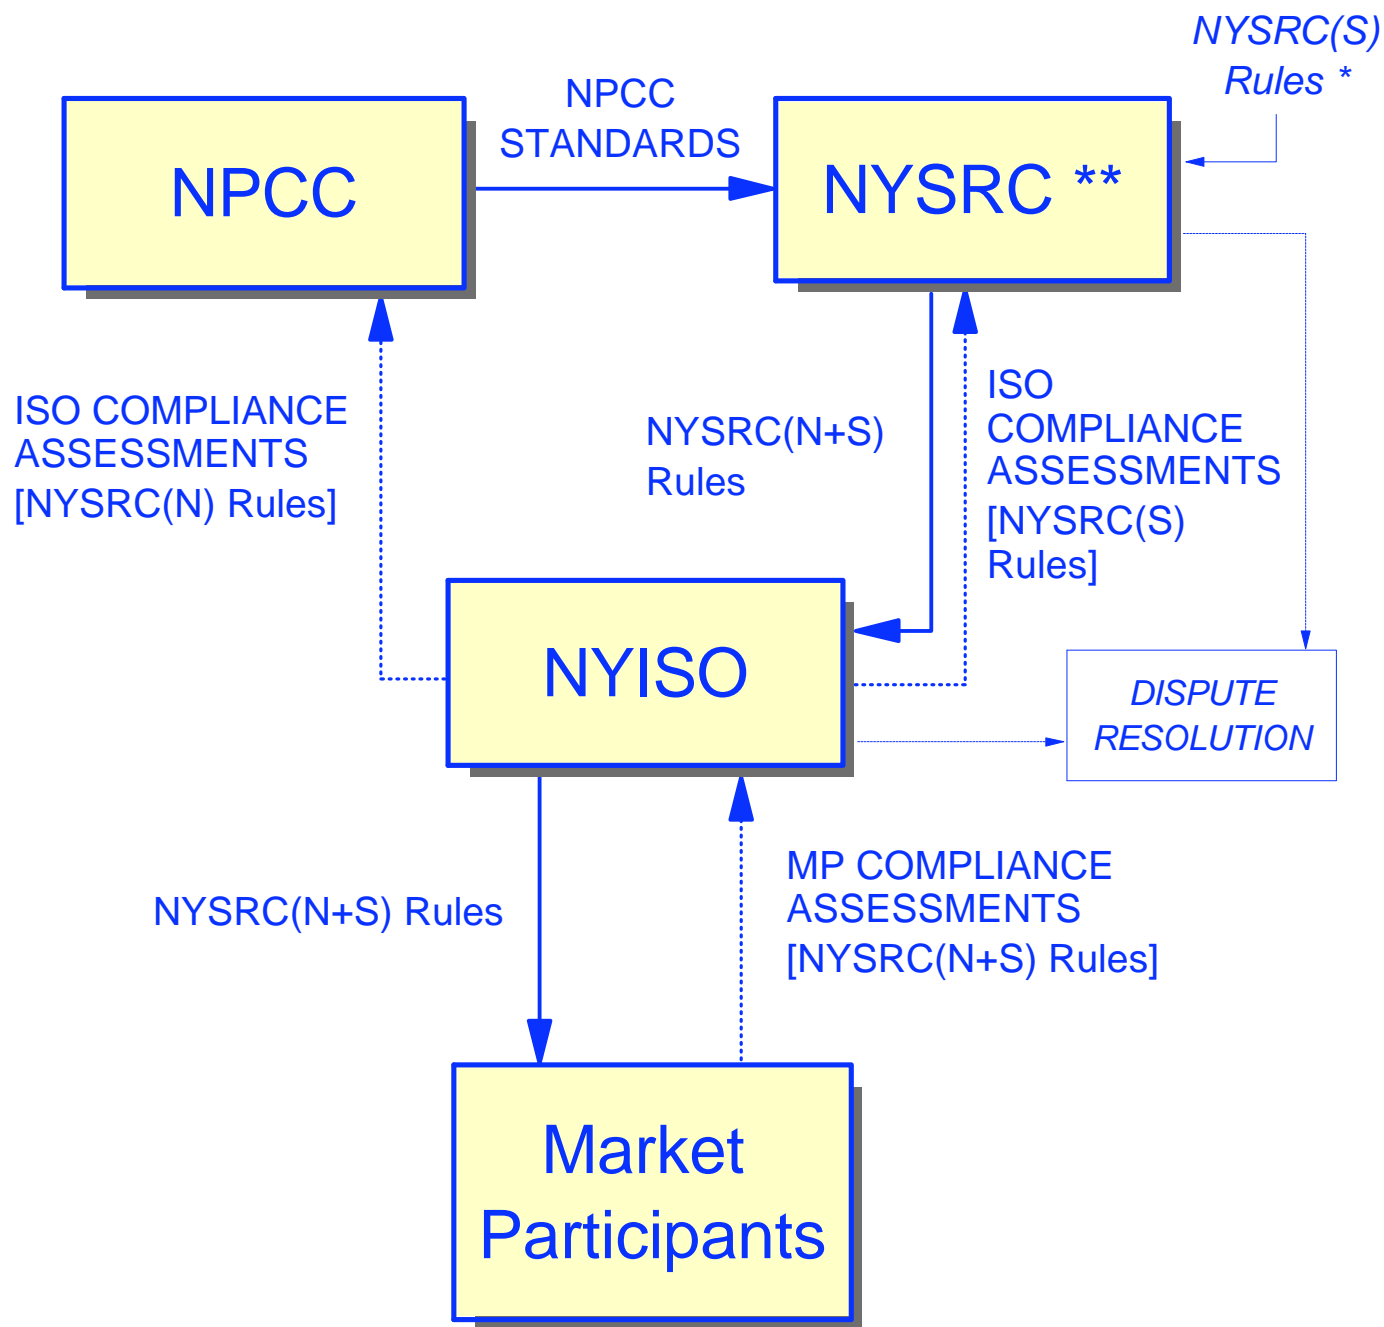 NYSRC(S)
Rules *
NPCC
STANDARDS
NPCC
NYSRC **
ISO COMPLIANCE
ASSESSMENTS
[NYSRC(N) Rules]
NYSRC(N+S)
Rules
ISO
COMPLIANCE
ASSESSMENTS
[NYSRC(S)
Rules]
NYISO
DISPUTE
RESOLUTION
NYSRC(N+S) Rules
MP COMPLIANCE
ASSESSMENTS
[NYSRC(N+S) Rules]
Market
Participants